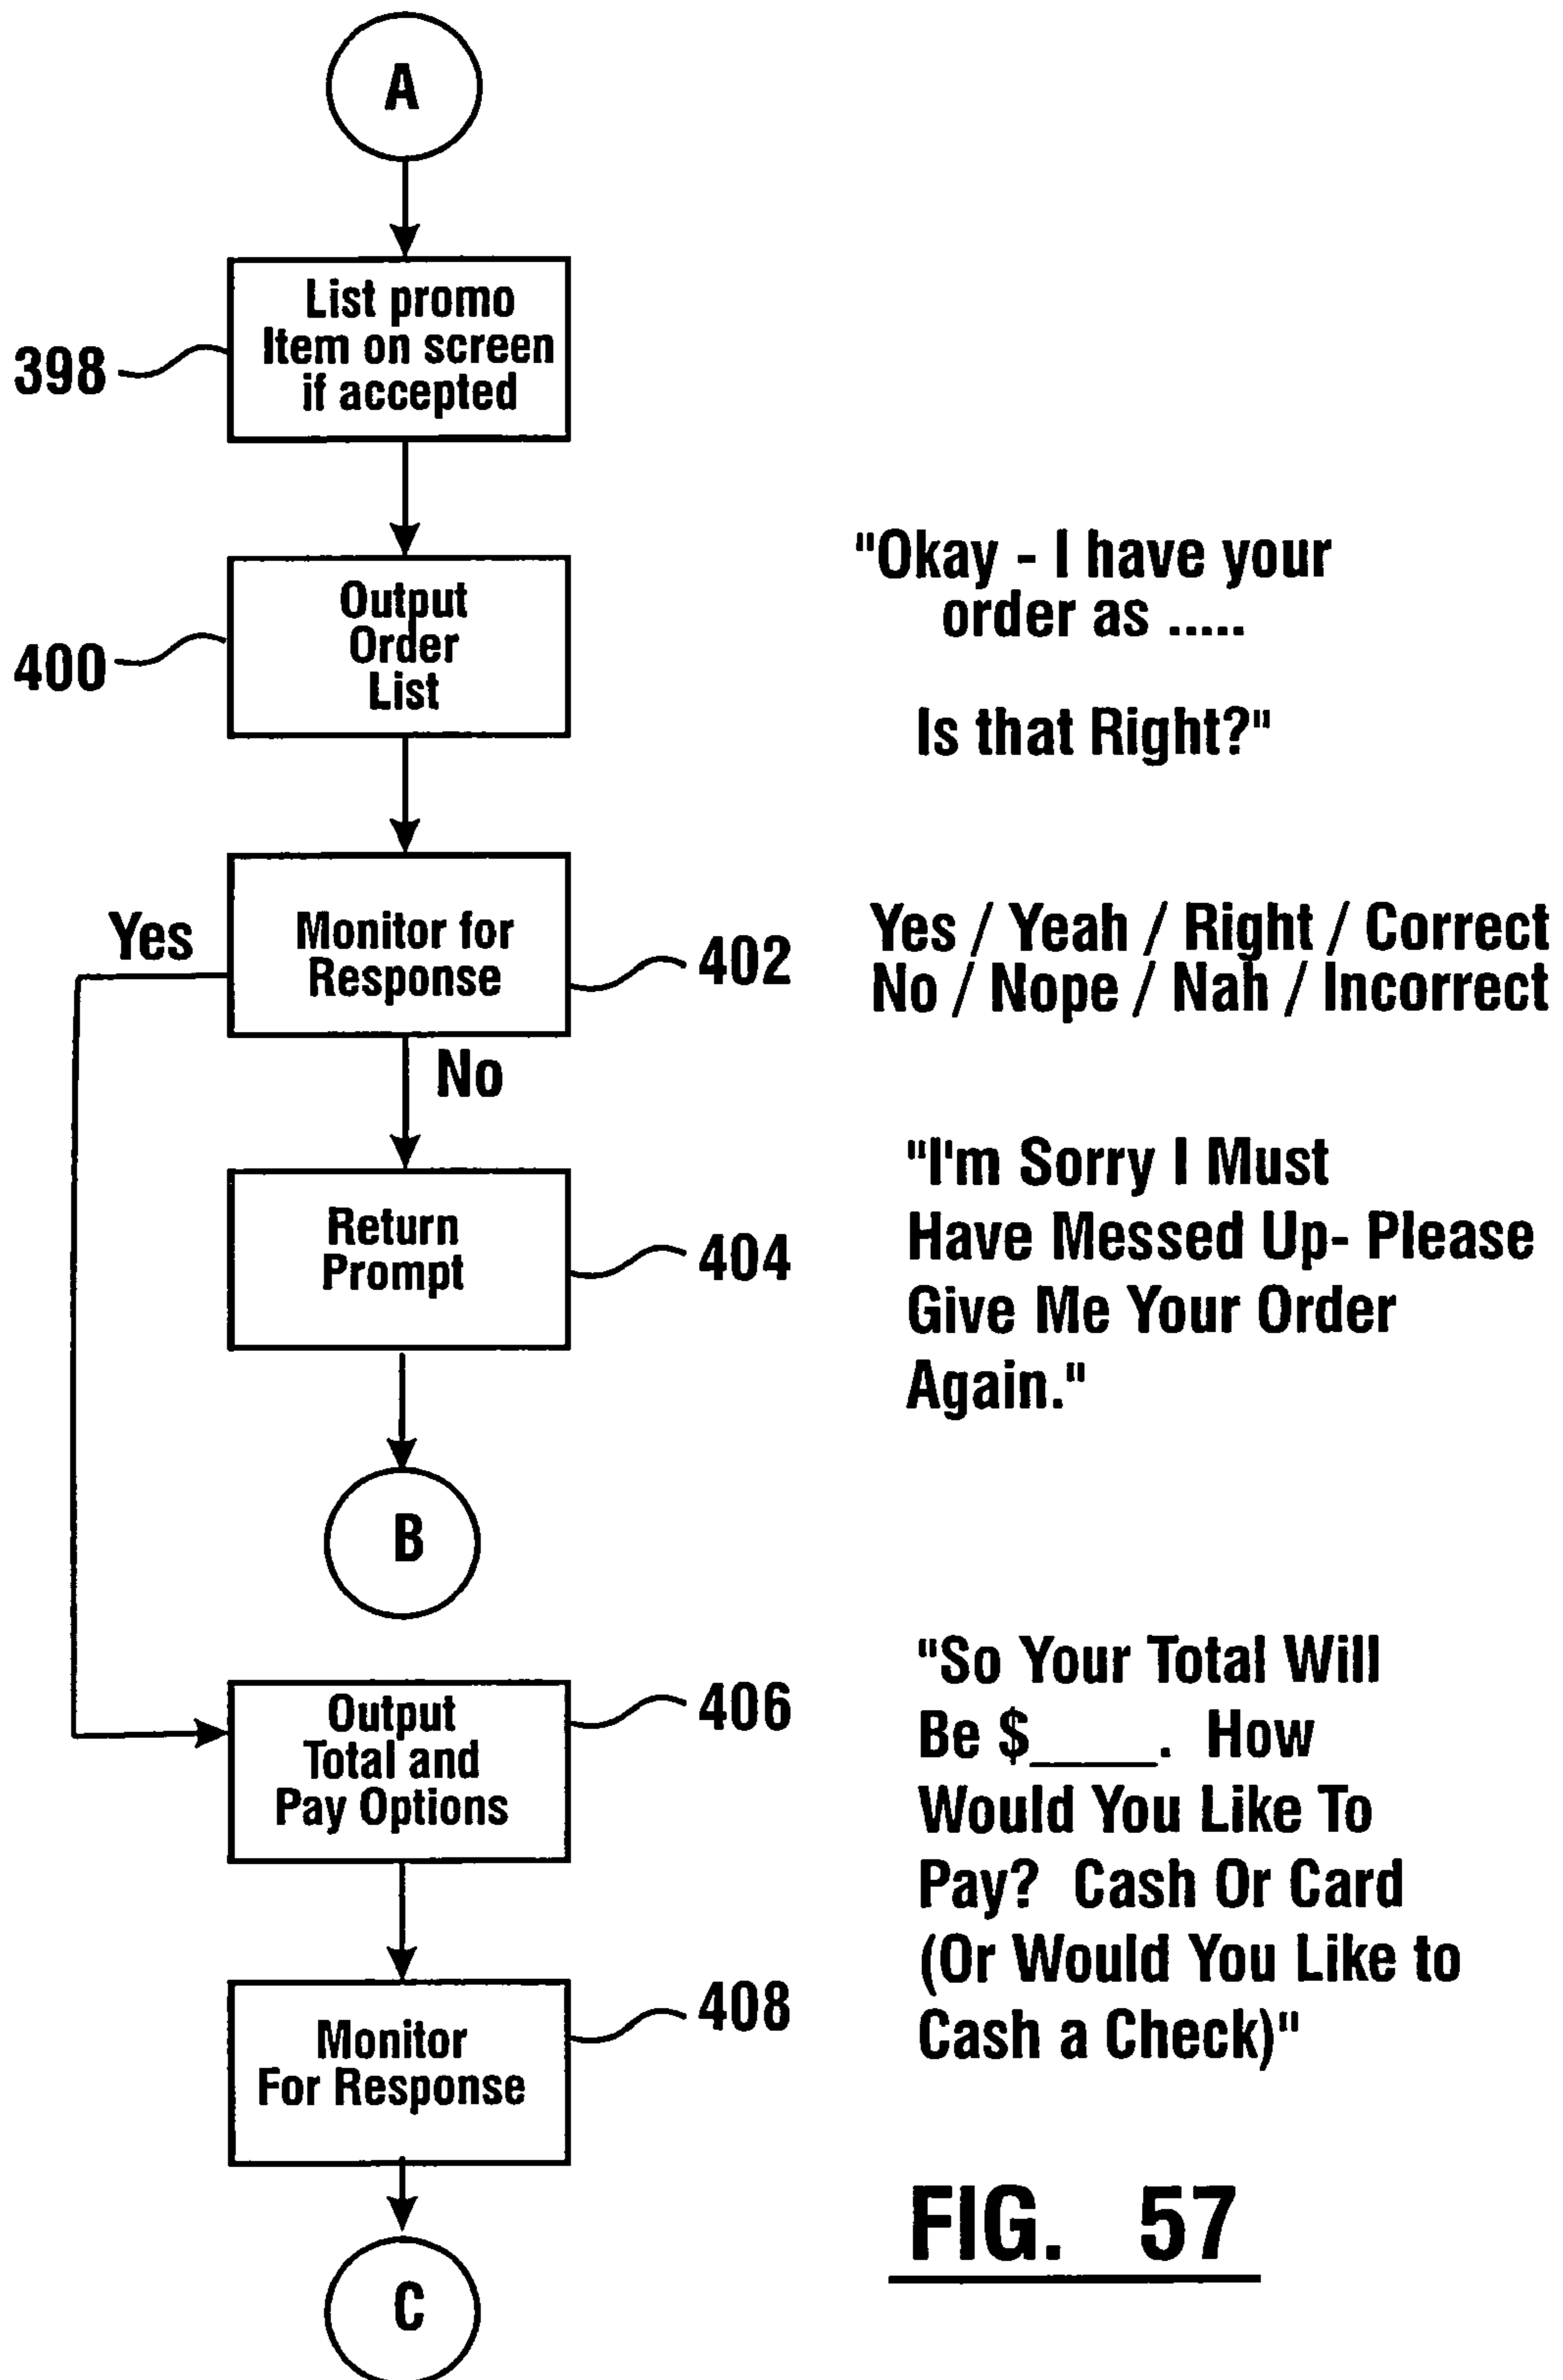 A
List promo
Item on screen
if accepted
398
Output
Order
List
400
"Okay - I have your
order as .....
Is that Right?"
Monitor for
Response
402
Yes
No
Yes / Yeah / Right / Correct
No / Nope / Nah / Incorrect
Return
Prompt
404
"I'm Sorry I Must
Have Messed Up- Please
Give Me Your Order
Again."
B
Output
Total and
Pay Options
406
"So Your Total Will
Be $____. How
Would You Like To
Pay? Cash Or Card
(Or Would You Like to
Cash a Check)"
Monitor
For Response
408
C
FIG. 57